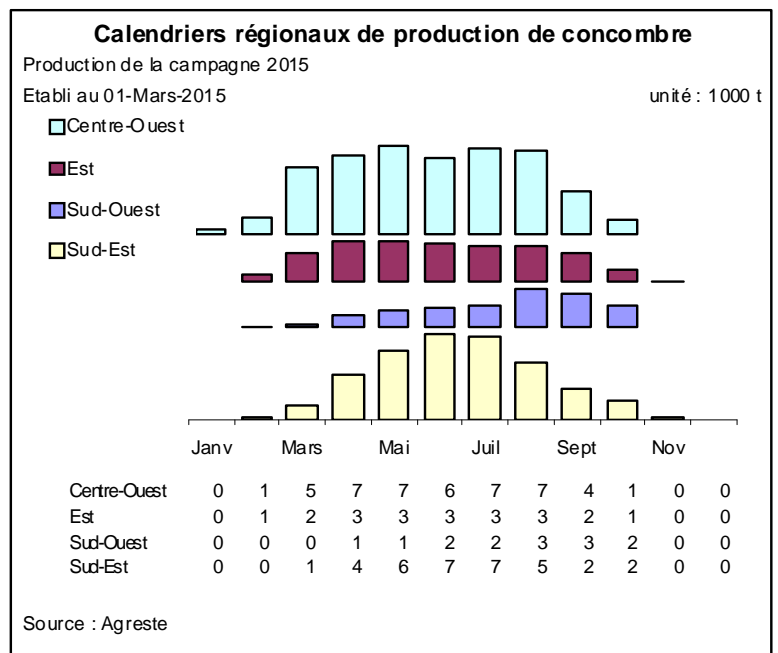 Calendriers régionaux de production de concombre
Production de la campagne 2015
Etabli au 01-Mars-2015 unité : 1000 t
Centre-Ouest
Est
Sud-Ouest
Sud-Est
Janv Mars Mai Juil Sept Nov
Centre-Ouest 0 1 5 7 7 6 7 7 4 1 0 0
Est 0 1 2 3 3 3 3 3 2 1 0 0
Sud-Ouest 0 0 0 1 1 2 2 3 3 2 0 0
Sud-Est 0 0 1 4 6 7 7 5 2 2 0 0
Source : Agreste